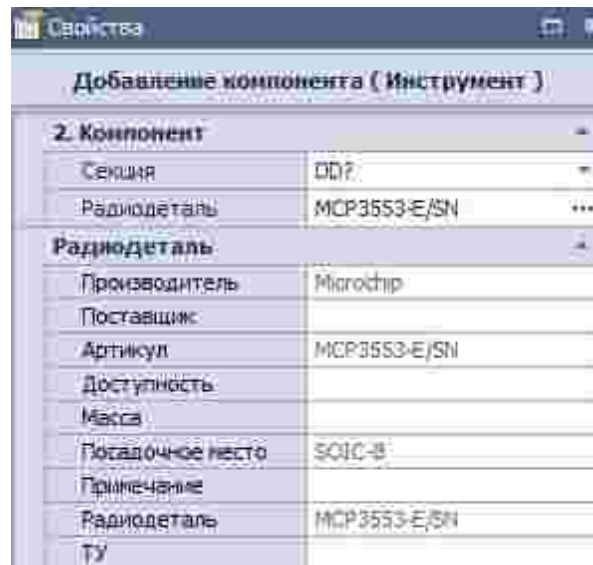 Свойства
Добавление компонента ( Инструмент )
2. Компонент
Секция DD?
Радиодеталь MCP3553-E/SN ...
Радиодеталь
Производитель Microchip
Поставщик
Артикул MCP3553-E/SN
Доступность
Масса
Посадочное место SOIC-8
Примечание
Радиодеталь MCP3553-E/SN
ТУ